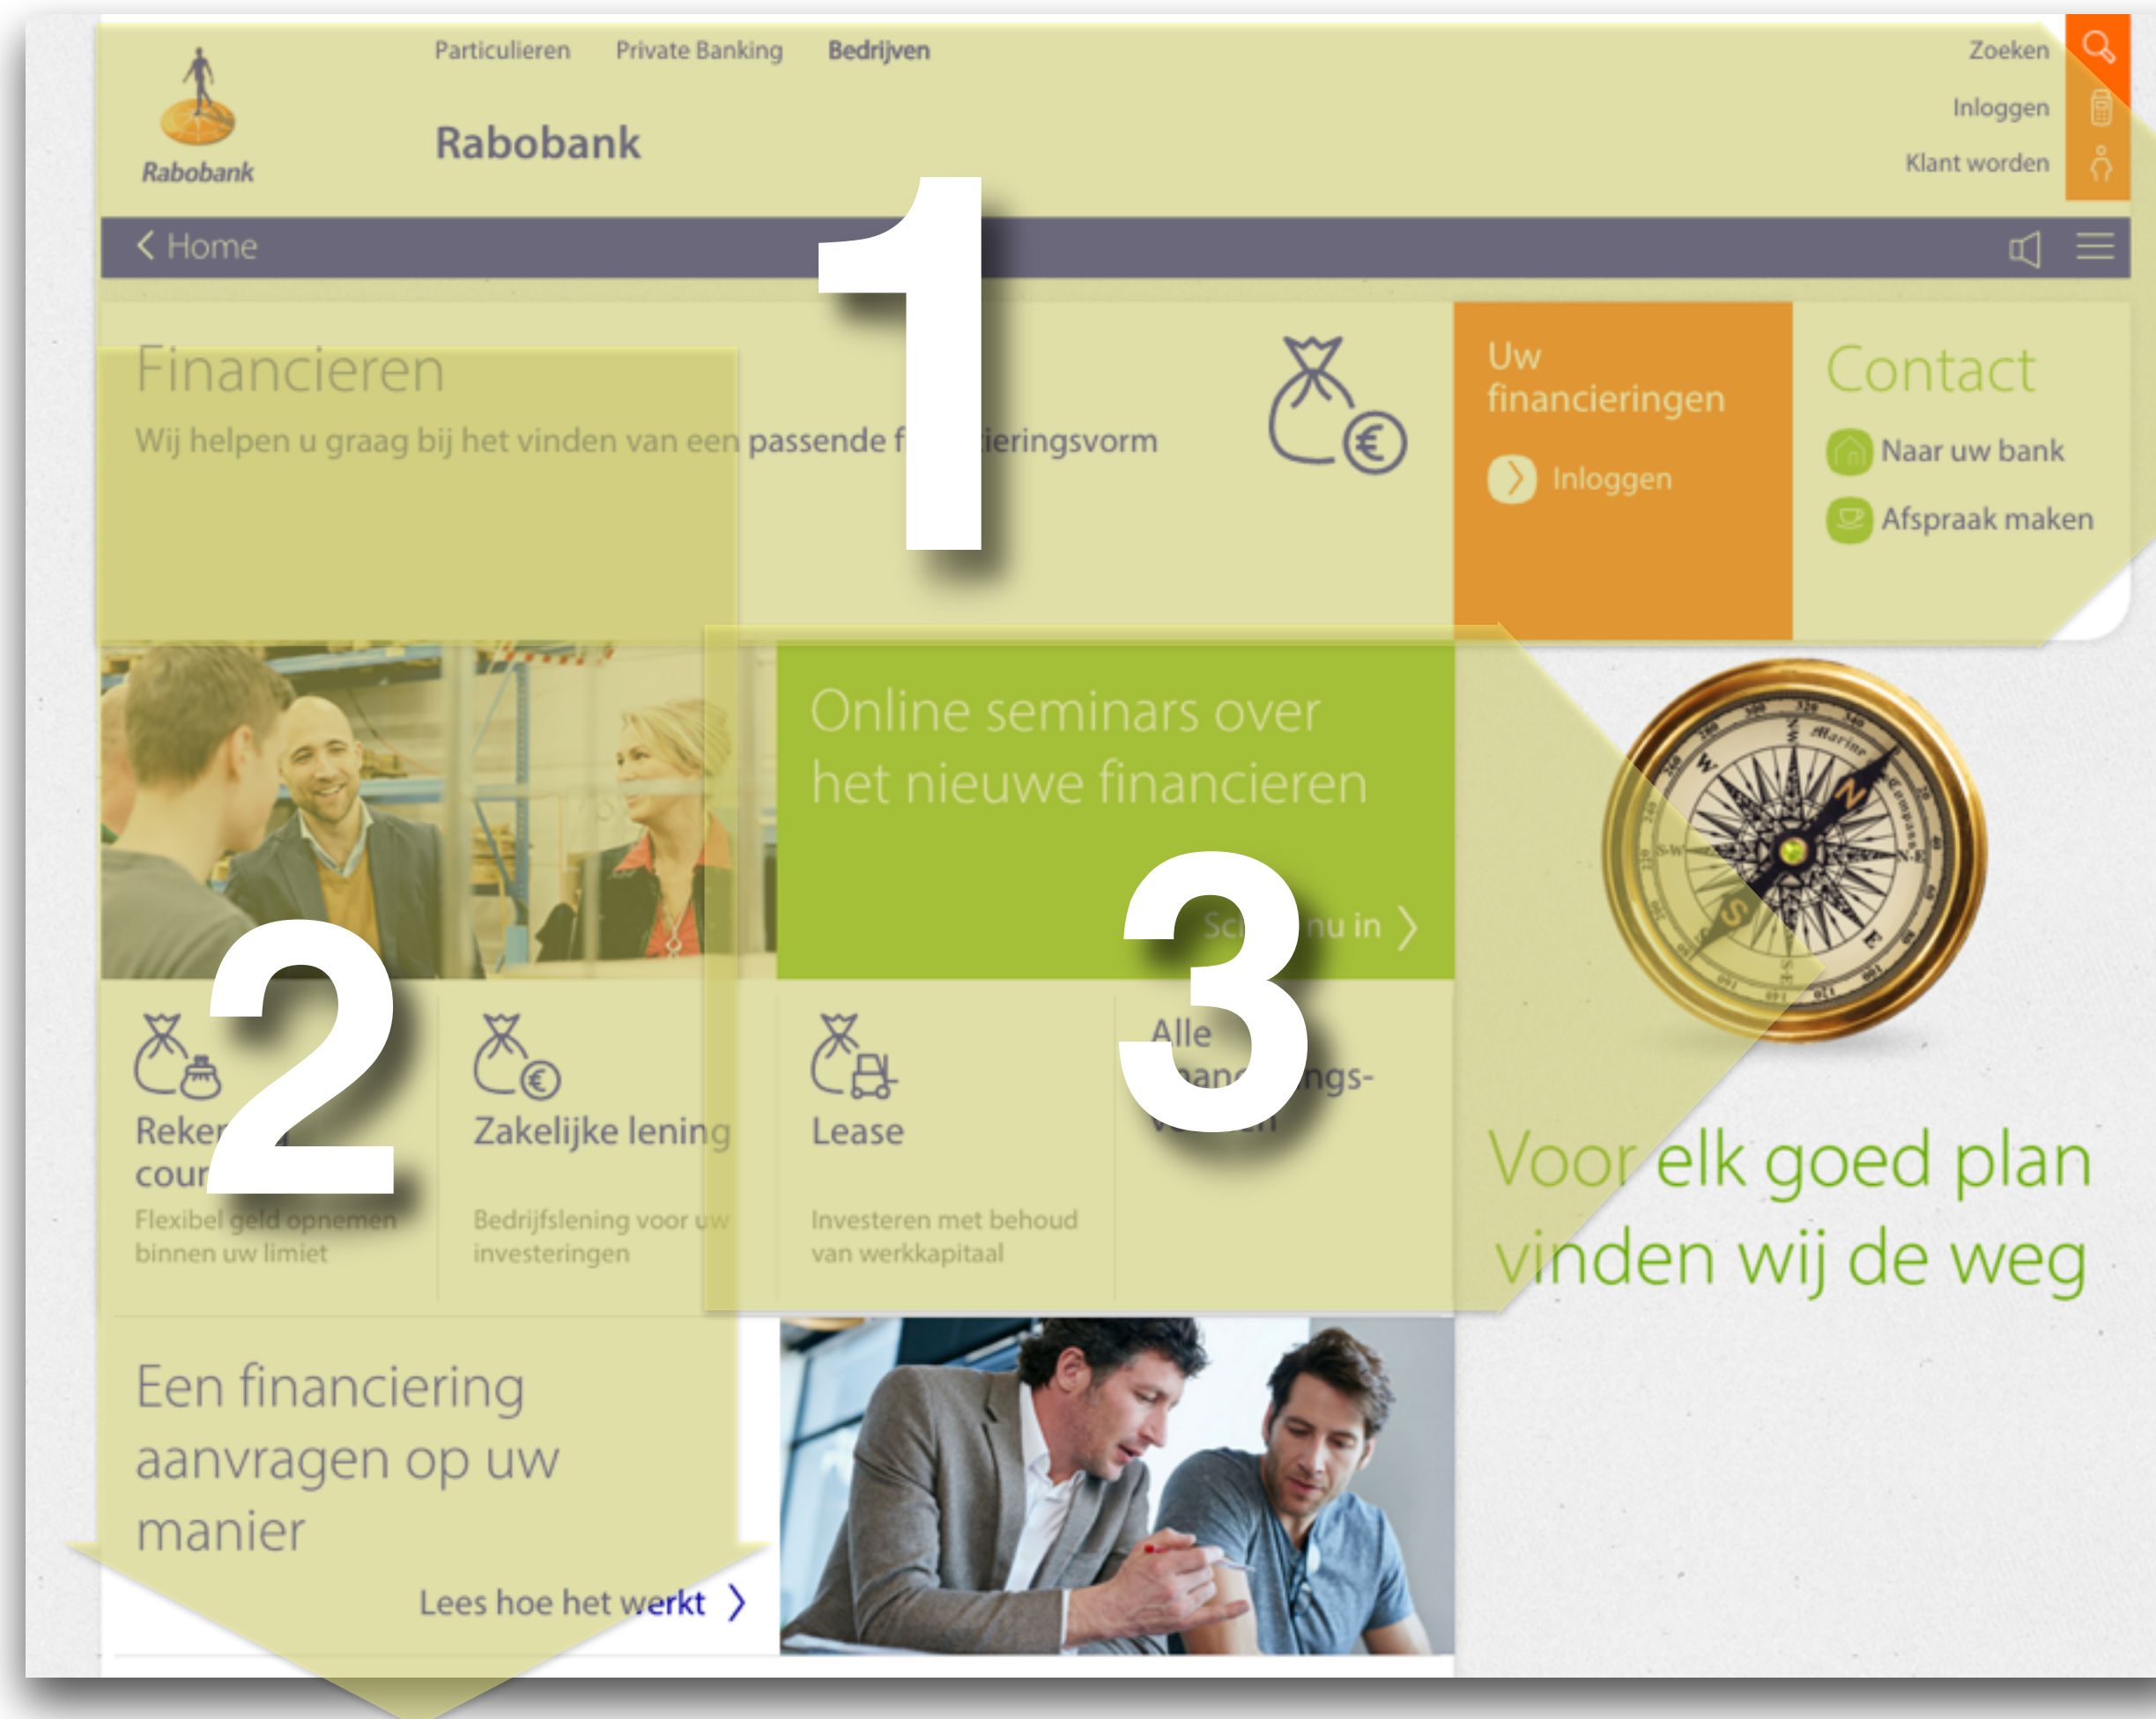 Particulieren Private Banking Bedrijven
Zoeken
Inloggen
Klant worden
Rabobank
Rabobank
Home
1
Financieren
Wij helpen u graag bij het vinden van een passende
Uw
financieringen
Inloggen
Contact
Naar uw bank
Afspraak maken
Online seminars over
het nieuwe financieren
nu in
2
3
Zakelijke lening
Lease
Alle
Flexibel geld opnemen
binnen uw limiet
Bedrijfslening voor uw
investeringen
Investeren met behoud
van werkkapitaal
Marine Compass
N
S
W
E
Voor elk goed plan
vinden wij de weg
Een financiering
aanvragen op uw
manier
Lees hoe het werkt